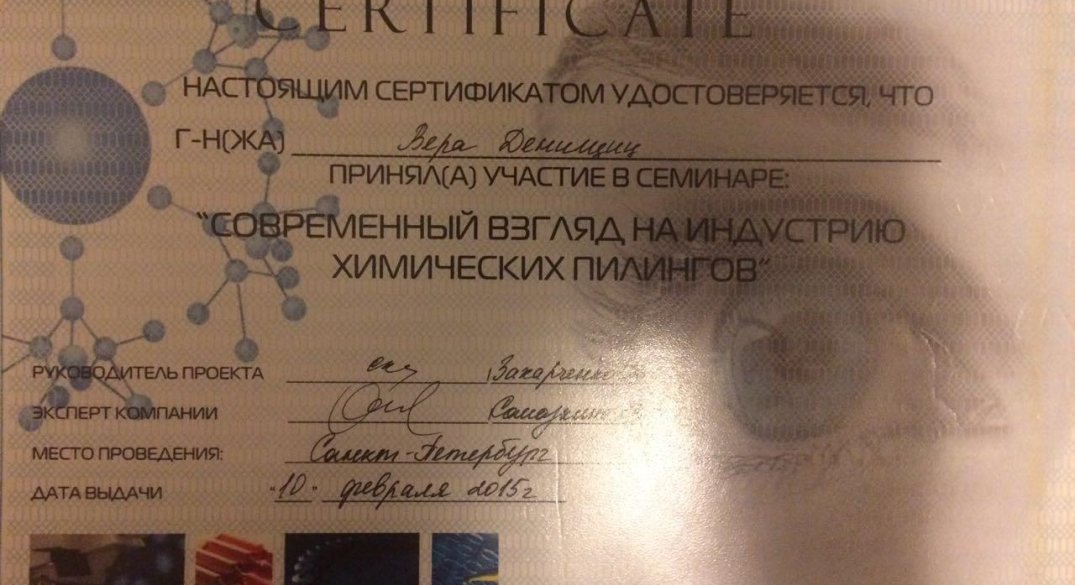 CERTIFICATE
НАСТОЯЩИМ СЕРТИФИКАТОМ УДОСТОВЕРЯЕТСЯ, ЧТО
Г-Н(ЖА) Вера Денищиц
ПРИНЯЛ(А) УЧАСТИЕ В СЕМИНАРЕ:
"СОВРЕМЕННЫЙ ВЗГЛЯД НА ИНДУСТРИЮ
ХИМИЧЕСКИХ ПИЛИНГОВ"
РУКОВОДИТЕЛЬ ПРОЕКТА Захарченко
ЭКСПЕРТ КОМПАНИИ
МЕСТО ПРОВЕДЕНИЯ: Санкт-Петербург
ДАТА ВЫДАЧИ "10" февраля 2015г